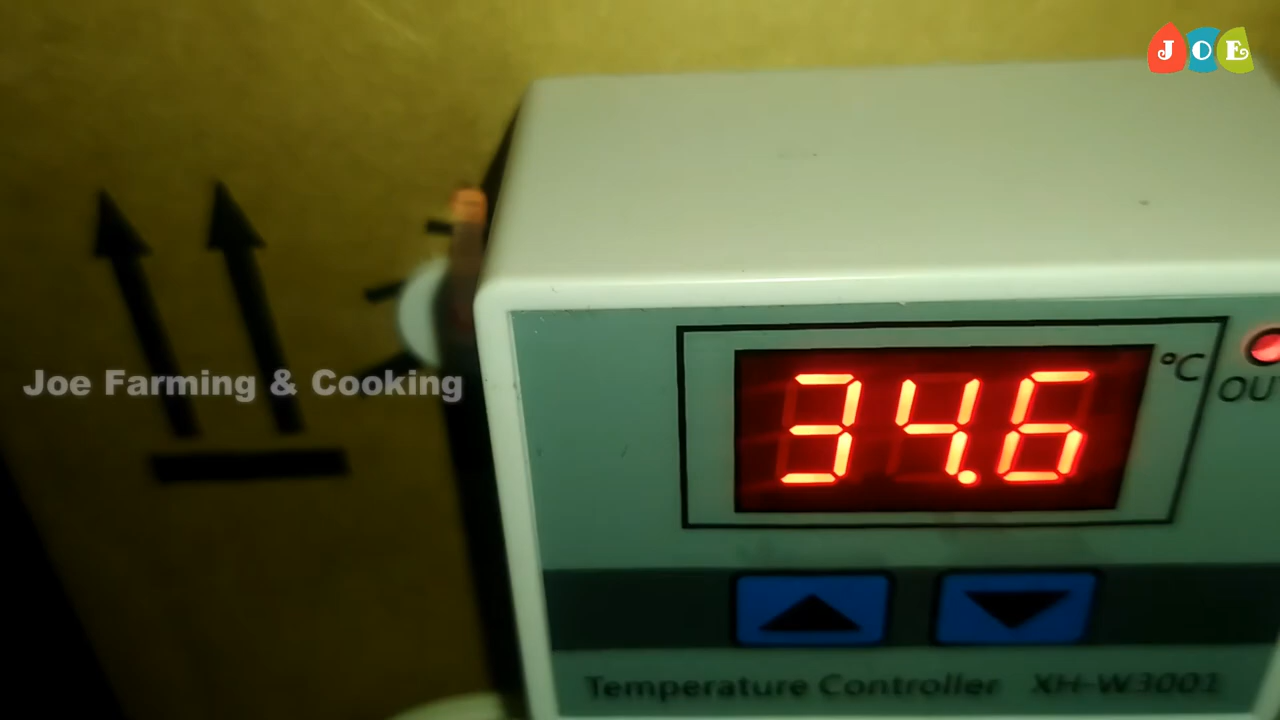 JOE
Joe Farming & Cooking
34.6
°C
OU
Temperature Controller XH-W3001